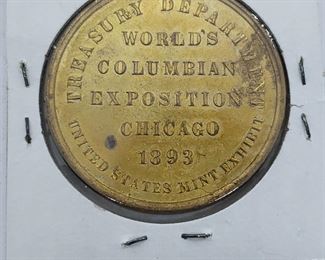 TREASURY DEPARTMENT
WORLD'S
COLUMBIAN
EXPOSITION
CHICAGO
1893
UNITED STATES MINT EXHIBIT